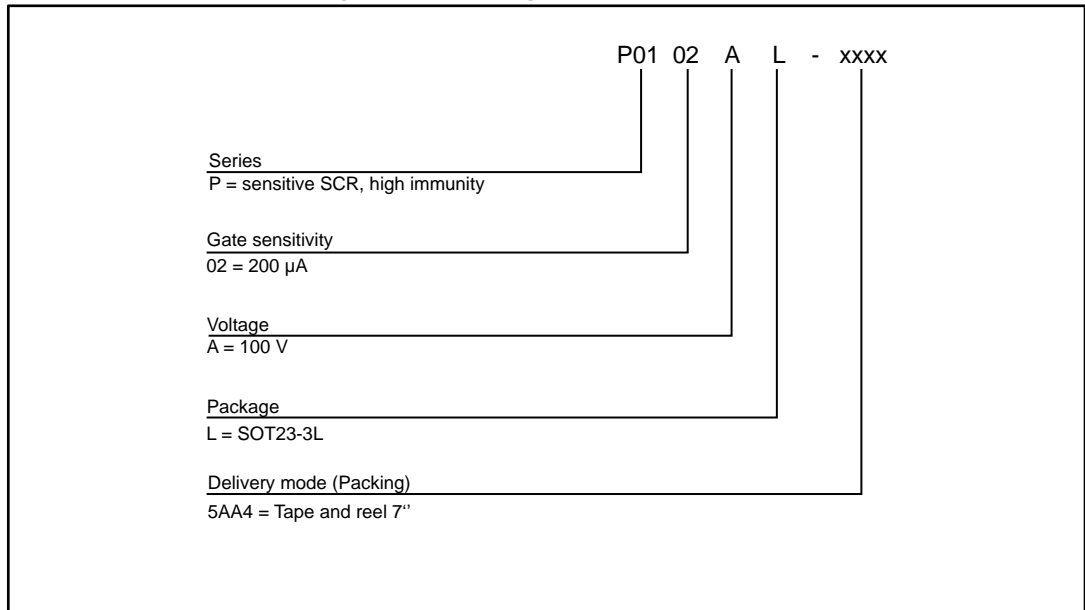 P01 02 A L - xxxx
Series
P = sensitive SCR, high immunity
Gate sensitivity
02 = 200 µA
Voltage
A = 100 V
Package
L = SOT23-3L
Delivery mode (Packing)
5AA4 = Tape and reel 7“